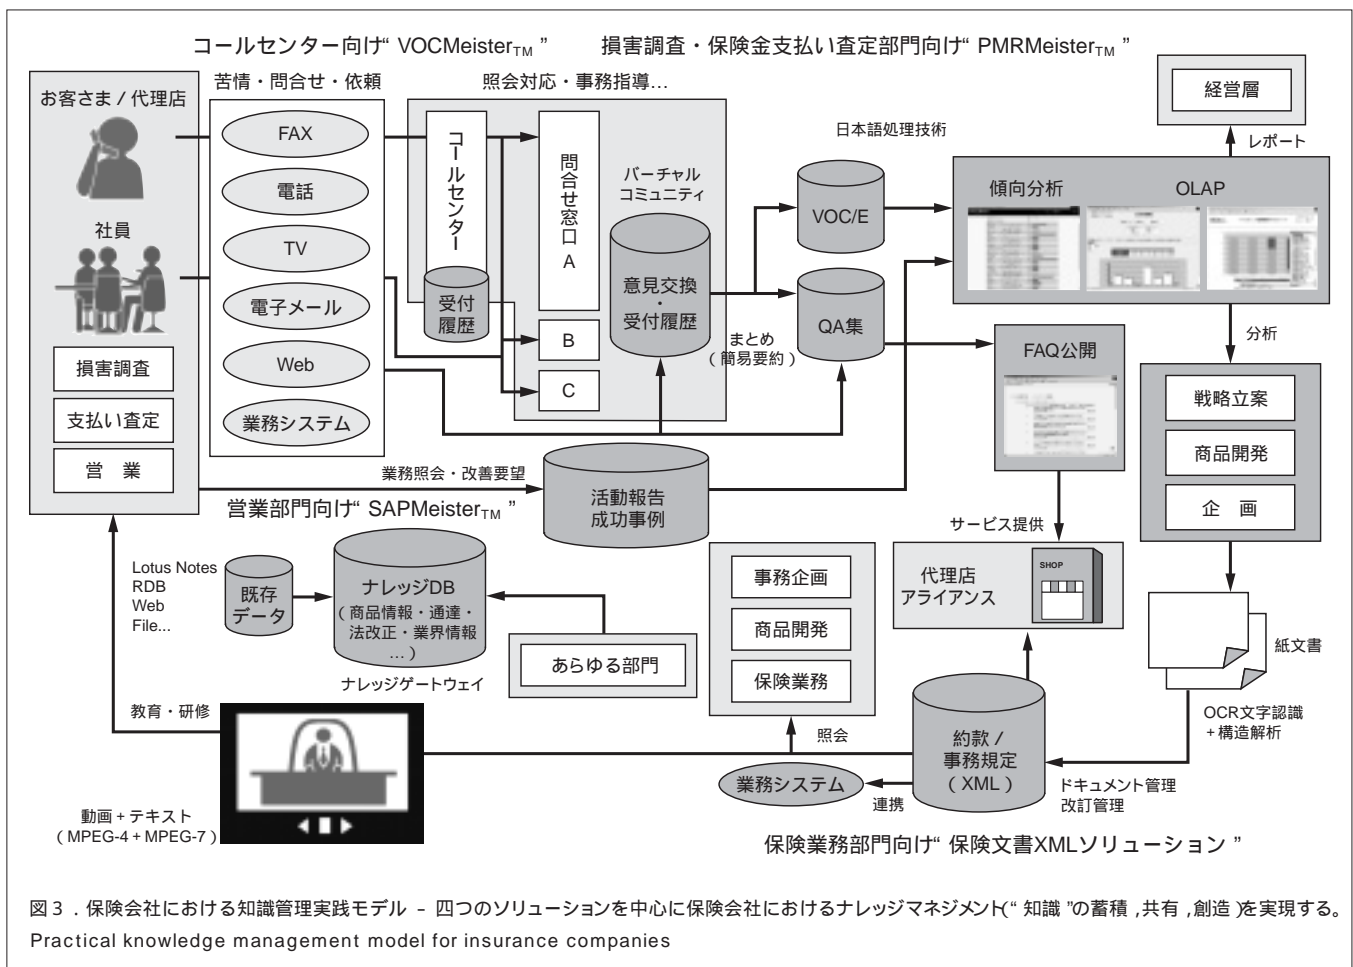 コールセンター向け“ VOCMeisterTM ”
損害調査・保険金支払い査定部門向け“ PMRMeisterTM ”
お客さま / 代理店
社員
損害調査
支払い査定
営　業
苦情・問合せ・依頼
FAX
電話
TV
電子メール
Web
業務システム
照会対応・事務指導…
コールセンター
受付
履歴
問合せ窓口A
B
C
バーチャル
コミュニティ
意見交換
・
受付履歴
まとめ
( 簡易要約 )
日本語処理技術
VOC/E
QA集
経営層
レポート
傾向分析
OLAP
FAQ公開
分析
戦略立案
商品開発
企　画
業務照会・改善要望
営業部門向け“ SAPMeisterTM ”
活動報告
成功事例
サービス提供
代理店
アライアンス
SHOP
Lotus Notes
RDB
Web
File...
既存
データ
ナレッジDB
( 商品情報・通達・
法改正・業界情報
… )
ナレッジゲートウェイ
あらゆる部門
事務企画
商品開発
保険業務
紙文書
OCR文字認識
+ 構造解析
教育・研修
照会
約款 /
事務規定
( XML )
業務システム
連携
ドキュメント管理
改訂管理
動画 + テキスト
( MPEG-4 + MPEG-7 )
保険業務部門向け“ 保険文書XMLソリューション ”
図3．保険会社における知識管理実践モデル － 四つのソリューションを中心に保険会社におけるナレッジマネジメント(“ 知識 ”の蓄積 ,共有 ,創造 )を実現する。
Practical knowledge management model for insurance companies